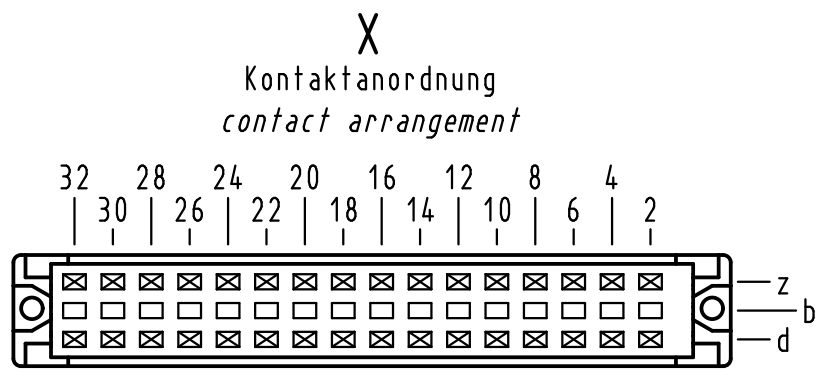 X
Kontaktanordnung
contact arrangement
32 28 24 20 16 12 8 4
30 26 22 18 14 10 6 2
z
b
d